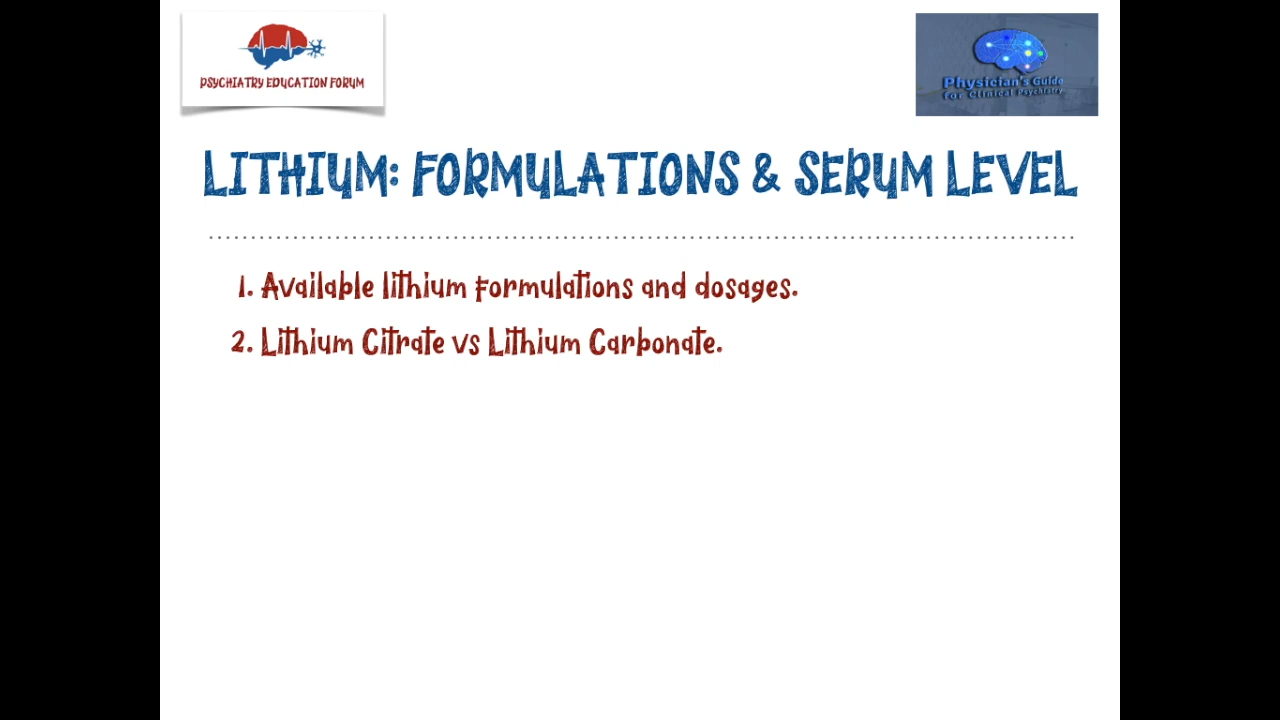 PSYCHIATRY EDUCATION FORUM
Physician's Guide
for Clinical Psychiatry
LITHIUM: FORMULATIONS & SERUM LEVEL
1. Available lithium formulations and dosages.
2. Lithium Citrate vs Lithium Carbonate.